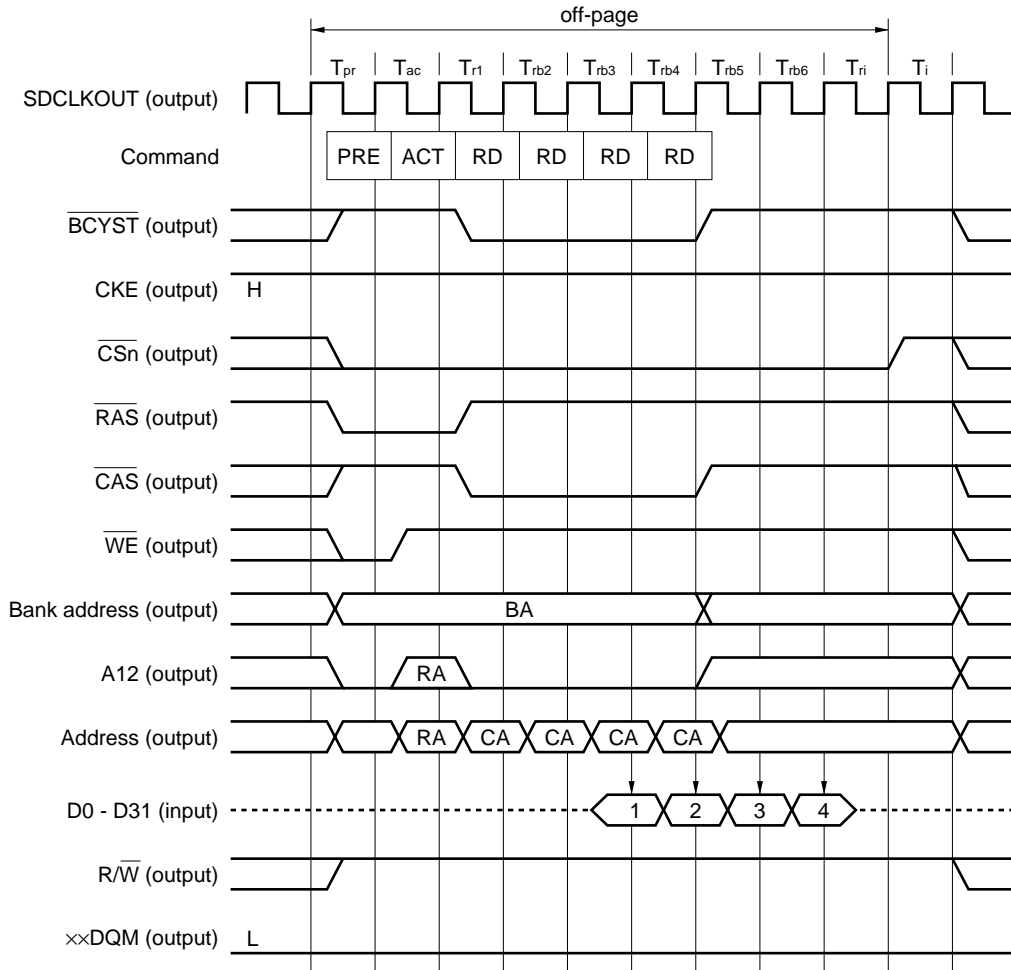 off-page
Tpr Tac Tr1 Trb2 Trb3 Trb4 Trb5 Trb6 Tri Ti
SDCLKOUT (output)
Command PRE ACT RD RD RD RD
BCYST (output)
CKE (output) H
CSn (output)
RAS (output)
CAS (output)
WE (output)
Bank address (output) BA
A12 (output) RA
Address (output) RA CA CA CA CA
D0 - D31 (input) 1 2 3 4
R/W (output)
××DQM (output) L